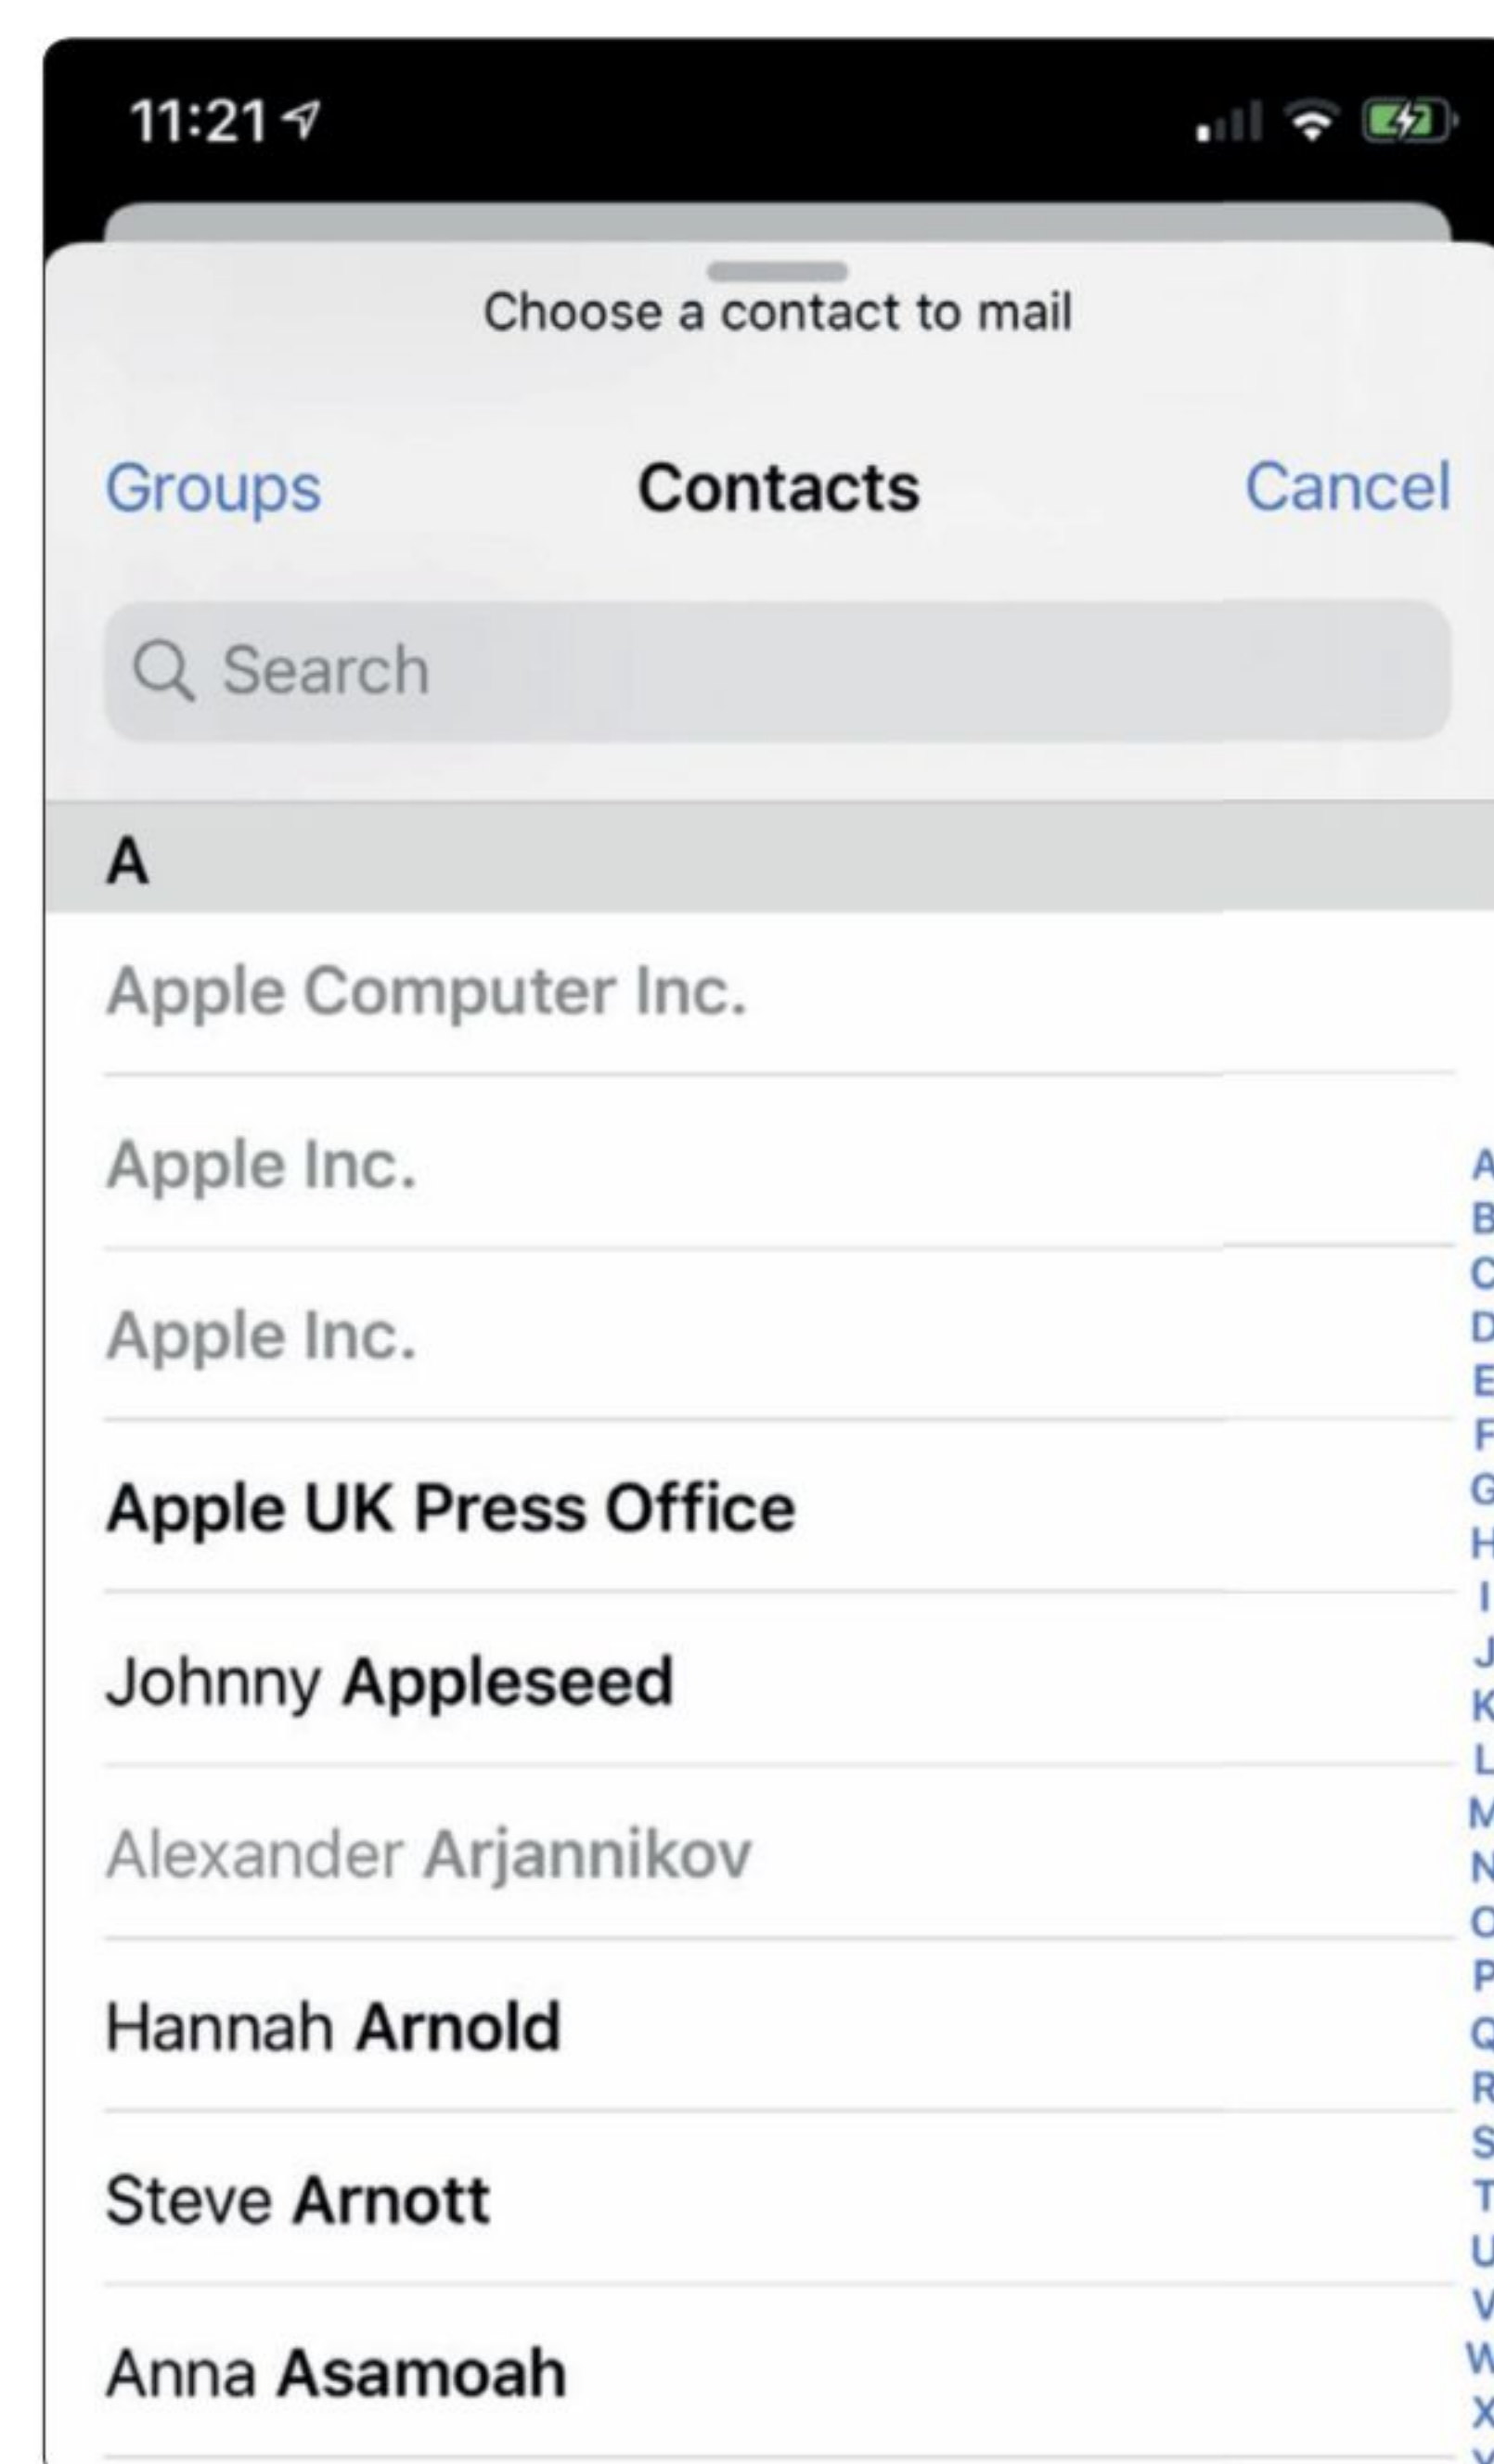 11:21
Choose a contact to mail
Groups Contacts Cancel
Search
A
Apple Computer Inc.
Apple Inc.
Apple Inc.
Apple UK Press Office
Johnny Appleseed
Alexander Arjannikov
Hannah Arnold
Steve Arnott
Anna Asamoah
A
B
C
D
E
F
G
H
I
J
K
L
M
N
O
P
Q
R
S
T
U
V
W
X
Y